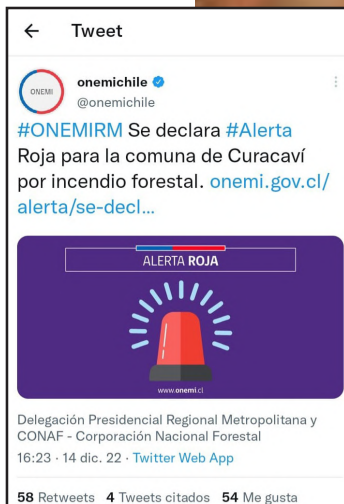 ← Tweet
ONEMI
onemichile
@onemichile
#ONEMIRM Se declara #Alerta
Roja para la comuna de Curacaví
por incendio forestal. onemi.gov.cl/
alerta/se-decl...
ALERTA ROJA
www.onemi.cl
Delegación Presidencial Regional Metropolitana y
CONAF - Corporación Nacional Forestal
16:23 · 14 dic. 22 · Twitter Web App
58 Retweets 4 Tweets citados 54 Me gusta